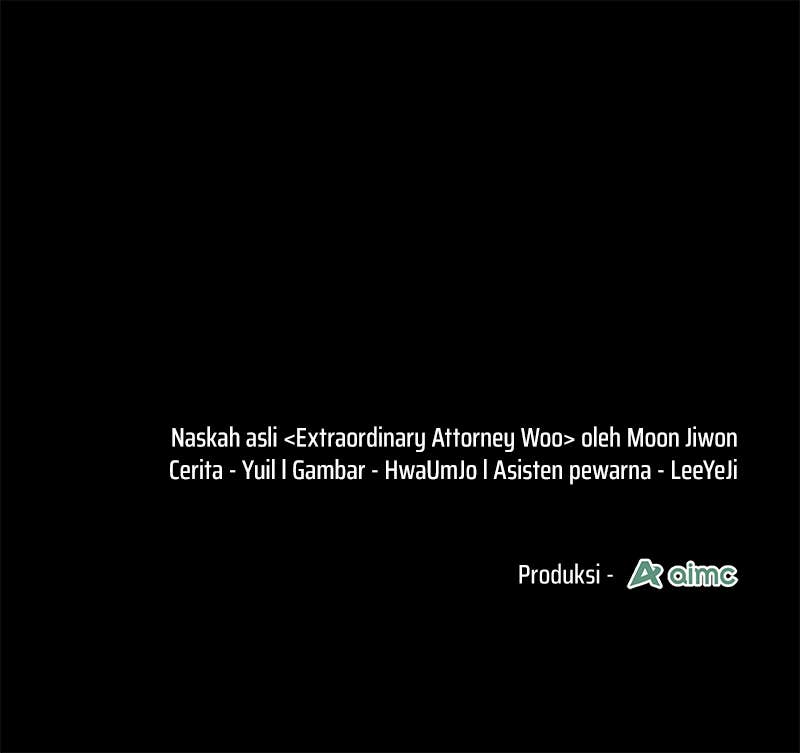 Naskah asli <Extraordinary Attorney Woo> oleh Moon Jiwon
Cerita - Yuil l Gambar - HwaUmJo l Asisten pewarna - LeeYeJi
Produksi - aimc